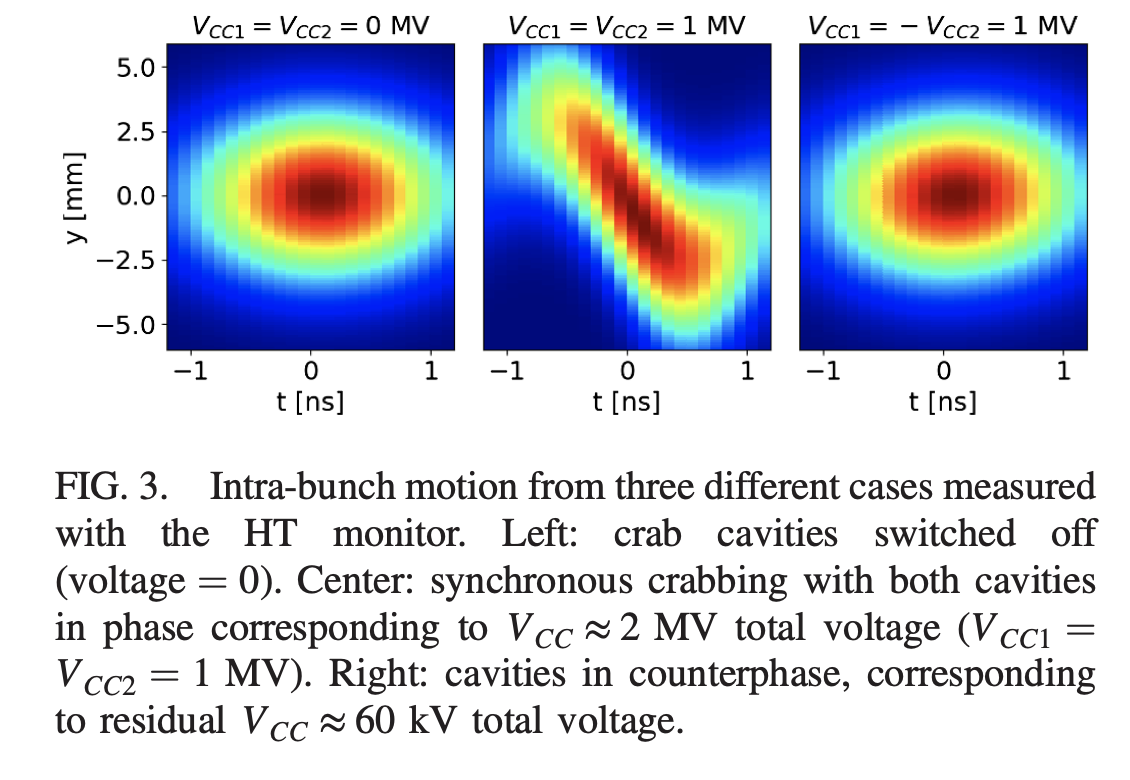 V_CC1 = V_CC2 = 0 MV
V_CC1 = V_CC2 = 1 MV
V_CC1 = − V_CC2 = 1 MV
y [mm]
5.0
2.5
0.0
−2.5
−5.0
−1 0 1
−1 0 1
−1 0 1
t [ns]
t [ns]
t [ns]
FIG. 3. Intra-bunch motion from three different cases measured
with the HT monitor. Left: crab cavities switched off
(voltage = 0). Center: synchronous crabbing with both cavities
in phase corresponding to V_CC ≈ 2 MV total voltage (V_CC1 =
V_CC2 = 1 MV). Right: cavities in counterphase, corresponding
to residual V_CC ≈ 60 kV total voltage.